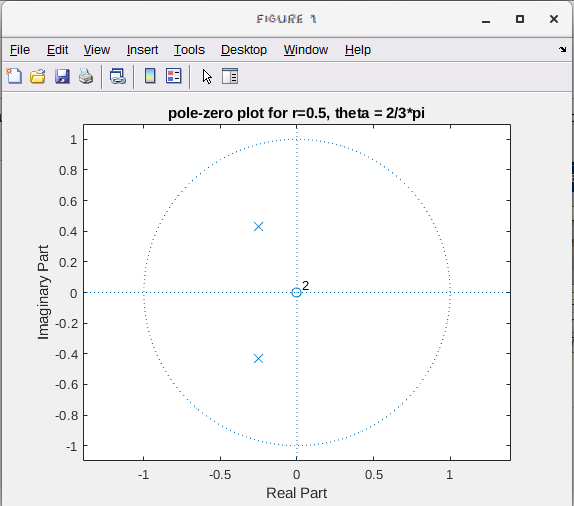 FIGURE 1
File Edit View Insert Tools Desktop Window Help
pole-zero plot for r=0.5, theta = 2/3*pi
1
0.8
0.6
0.4
0.2
2
0
-0.2
-0.4
-0.6
-0.8
-1
Imaginary Part
-1 -0.5 0 0.5 1
Real Part